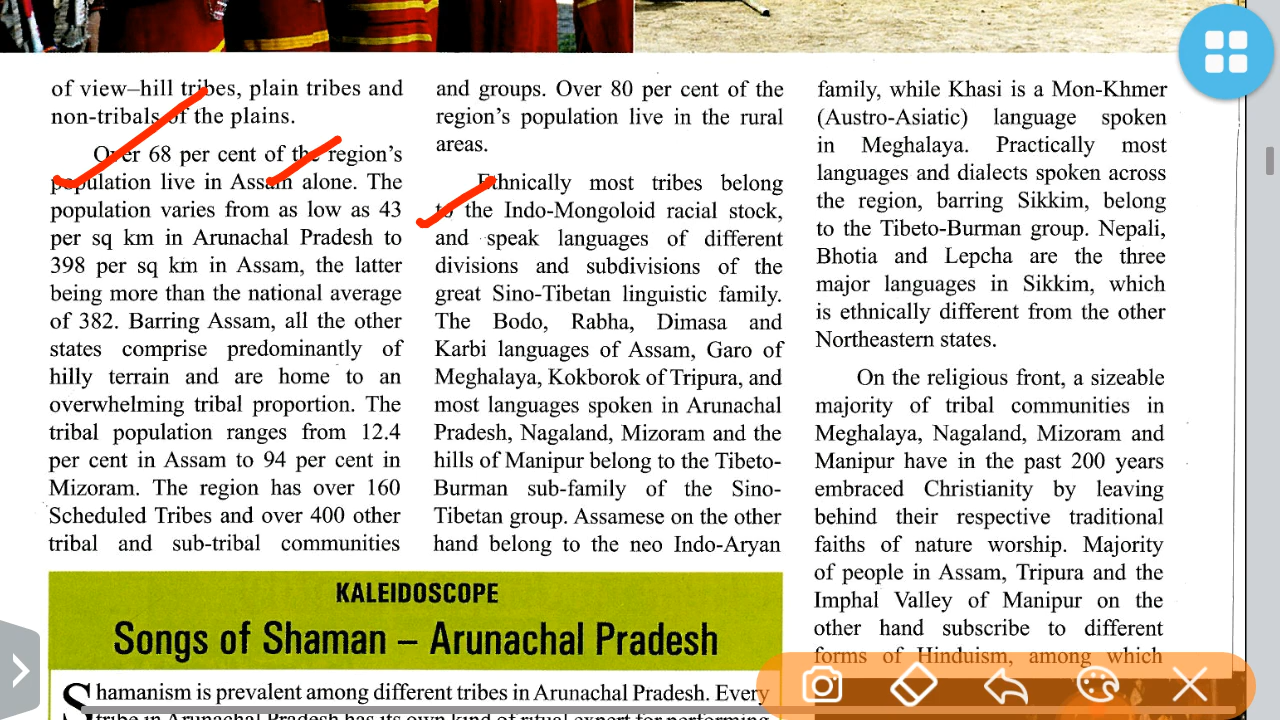 of view–hill tribes, plain tribes and
non-tribals of the plains.
Over 68 per cent of the region's
population live in Assam alone. The
population varies from as low as 43
per sq km in Arunachal Pradesh to
398 per sq km in Assam, the latter
being more than the national average
of 382. Barring Assam, all the other
states comprise predominantly of
hilly terrain and are home to an
overwhelming tribal proportion. The
tribal population ranges from 12.4
per cent in Assam to 94 per cent in
Mizoram. The region has over 160
Scheduled Tribes and over 400 other
tribal and sub-tribal communities
and groups. Over 80 per cent of the
region's population live in the rural
areas.
Ethnically most tribes belong
to the Indo-Mongoloid racial stock,
and speak languages of different
divisions and subdivisions of the
great Sino-Tibetan linguistic family.
The Bodo, Rabha, Dimasa and
Karbi languages of Assam, Garo of
Meghalaya, Kokborok of Tripura, and
most languages spoken in Arunachal
Pradesh, Nagaland, Mizoram and the
hills of Manipur belong to the Tibeto-
Burman sub-family of the Sino-
Tibetan group. Assamese on the other
hand belong to the neo Indo-Aryan
family, while Khasi is a Mon-Khmer
(Austro-Asiatic) language spoken
in Meghalaya. Practically most
languages and dialects spoken across
the region, barring Sikkim, belong
to the Tibeto-Burman group. Nepali,
Bhotia and Lepcha are the three
major languages in Sikkim, which
is ethnically different from the other
Northeastern states.
On the religious front, a sizeable
majority of tribal communities in
Meghalaya, Nagaland, Mizoram and
Manipur have in the past 200 years
embraced Christianity by leaving
behind their respective traditional
faiths of nature worship. Majority
of people in Assam, Tripura and the
Imphal Valley of Manipur on the
other hand subscribe to different
forms of Hinduism, among which
KALEIDOSCOPE
Songs of Shaman – Arunachal Pradesh
Shamanism is prevalent among different tribes in Arunachal Pradesh. Every
tribe in Arunachal Pradesh has its own kind of ritual expert for performing